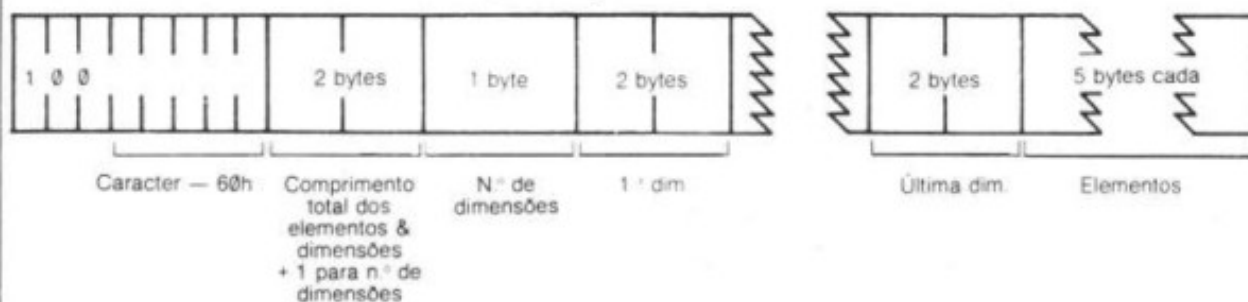 1 0 0
2 bytes
1 byte
2 bytes
2 bytes
5 bytes cada
Caracter — 60h
Comprimento
total dos
elementos &
dimensões
+ 1 para n.º de
dimensões
N.º de
dimensões
1.ª dim
Última dim.
Elementos